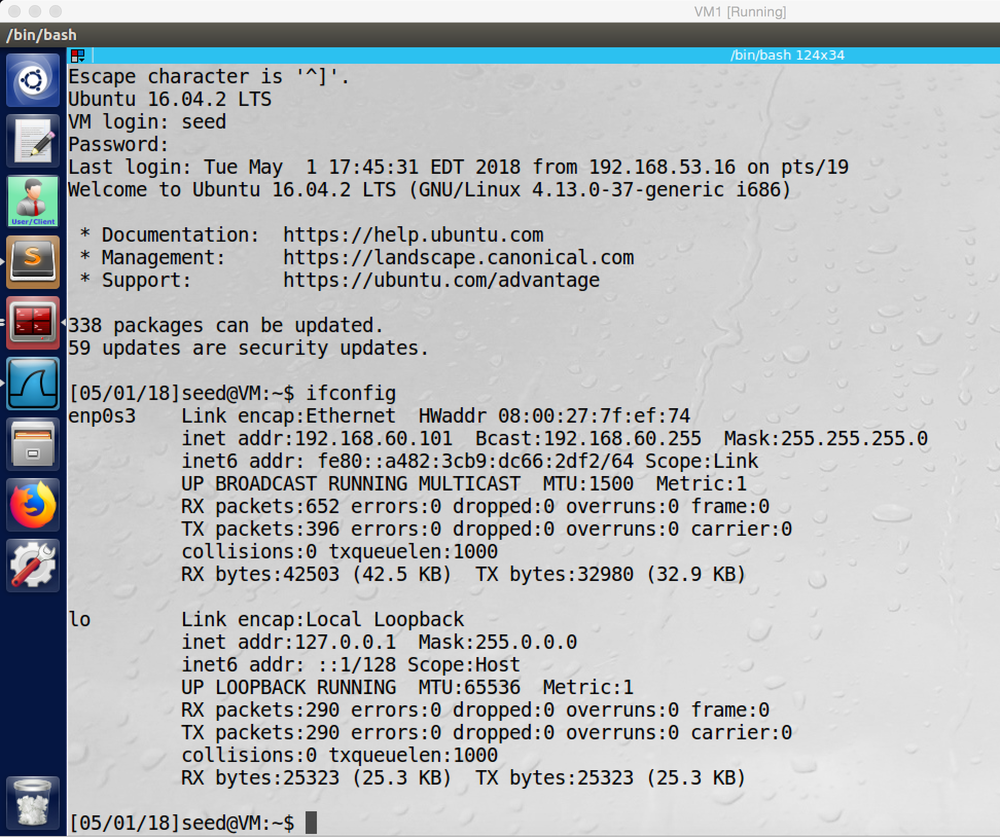 VM1 [Running]
/bin/bash
/bin/bash 124x34
Escape character is '^]'.
Ubuntu 16.04.2 LTS
VM login: seed
Password:
Last login: Tue May  1 17:45:31 EDT 2018 from 192.168.53.16 on pts/19
Welcome to Ubuntu 16.04.2 LTS (GNU/Linux 4.13.0-37-generic i686)
 * Documentation:  https://help.ubuntu.com
 * Management:     https://landscape.canonical.com
 * Support:        https://ubuntu.com/advantage
338 packages can be updated.
59 updates are security updates.
[05/01/18]seed@VM:~$ ifconfig
enp0s3    Link encap:Ethernet  HWaddr 08:00:27:7f:ef:74
          inet addr:192.168.60.101  Bcast:192.168.60.255  Mask:255.255.255.0
          inet6 addr: fe80::a482:3cb9:dc66:2df2/64 Scope:Link
          UP BROADCAST RUNNING MULTICAST  MTU:1500  Metric:1
          RX packets:652 errors:0 dropped:0 overruns:0 frame:0
          TX packets:396 errors:0 dropped:0 overruns:0 carrier:0
          collisions:0 txqueuelen:1000
          RX bytes:42503 (42.5 KB)  TX bytes:32980 (32.9 KB)
lo        Link encap:Local Loopback
          inet addr:127.0.0.1  Mask:255.0.0.0
          inet6 addr: ::1/128 Scope:Host
          UP LOOPBACK RUNNING  MTU:65536  Metric:1
          RX packets:290 errors:0 dropped:0 overruns:0 frame:0
          TX packets:290 errors:0 dropped:0 overruns:0 carrier:0
          collisions:0 txqueuelen:1000
          RX bytes:25323 (25.3 KB)  TX bytes:25323 (25.3 KB)
[05/01/18]seed@VM:~$
User/Client
S